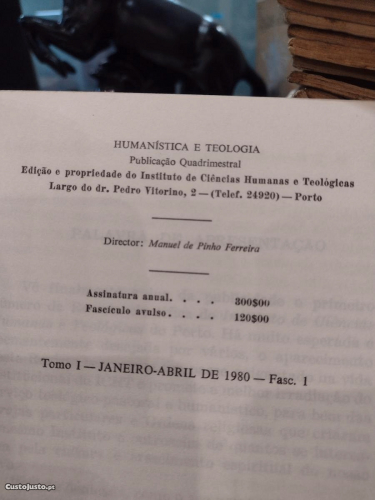 HUMANÍSTICA E TEOLOGIA
Publicação Quadrimestral
Edição e propriedade do Instituto de Ciências Humanas e Teológicas
Largo do dr. Pedro Vitorino, 2 — (Telef. 24920) — Porto
Director: Manuel de Pinho Ferreira
Assinatura anual. . . . 300$00
Fascículo avulso. . . . 120$00
Tomo I — JANEIRO-ABRIL DE 1980 — Fasc. 1
CustoJusto.pt